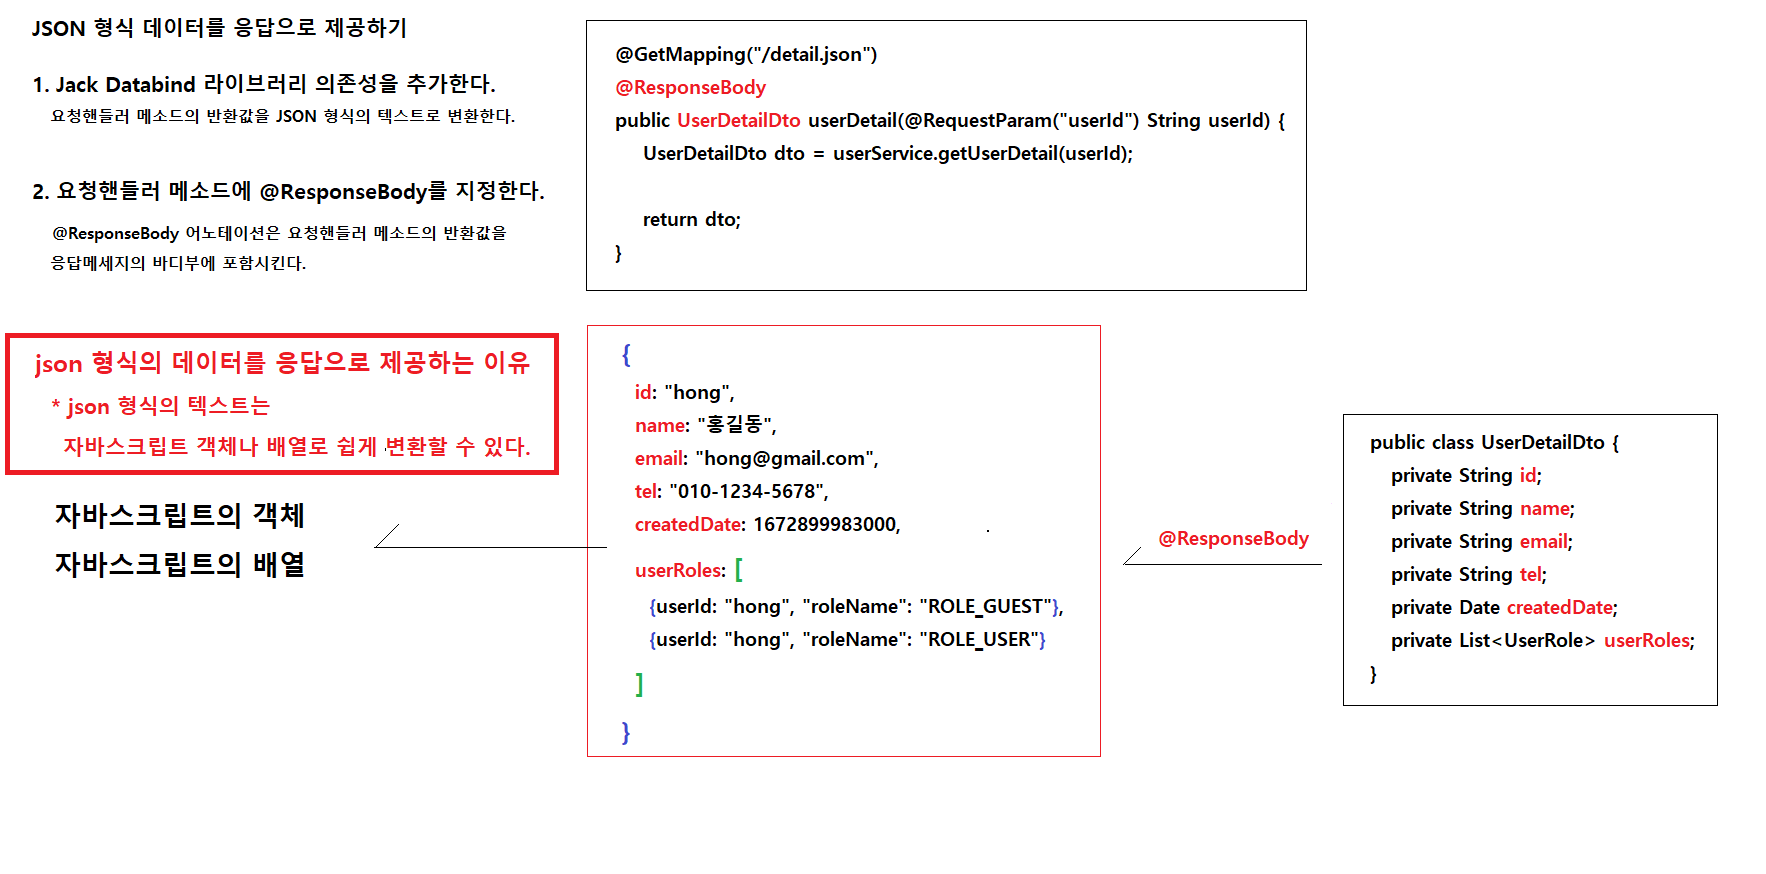 JSON 형식 데이터를 응답으로 제공하기
1. Jack Databind 라이브러리 의존성을 추가한다.
요청핸들러 메소드의 반환값을 JSON 형식의 텍스트로 변환한다.
2. 요청핸들러 메소드에 @ResponseBody를 지정한다.
@ResponseBody 어노테이션은 요청핸들러 메소드의 반환값을
응답메세지의 바디부에 포함시킨다.
@GetMapping("/detail.json")
@ResponseBody
public UserDetailDto userDetail(@RequestParam("userId") String userId) {
UserDetailDto dto = userService.getUserDetail(userId);
return dto;
}
json 형식의 데이터를 응답으로 제공하는 이유
* json 형식의 텍스트는
자바스크립트 객체나 배열로 쉽게 변환할 수 있다.
자바스크립트의 객체
자바스크립트의 배열
{
id: "hong",
name: "홍길동",
email: "hong@gmail.com",
tel: "010-1234-5678",
createdDate: 1672899983000,
userRoles: [
{userId: "hong", "roleName": "ROLE_GUEST"},
{userId: "hong", "roleName": "ROLE_USER"}
]
}
@ResponseBody
public class UserDetailDto {
private String id;
private String name;
private String email;
private String tel;
private Date createdDate;
private List<UserRole> userRoles;
}